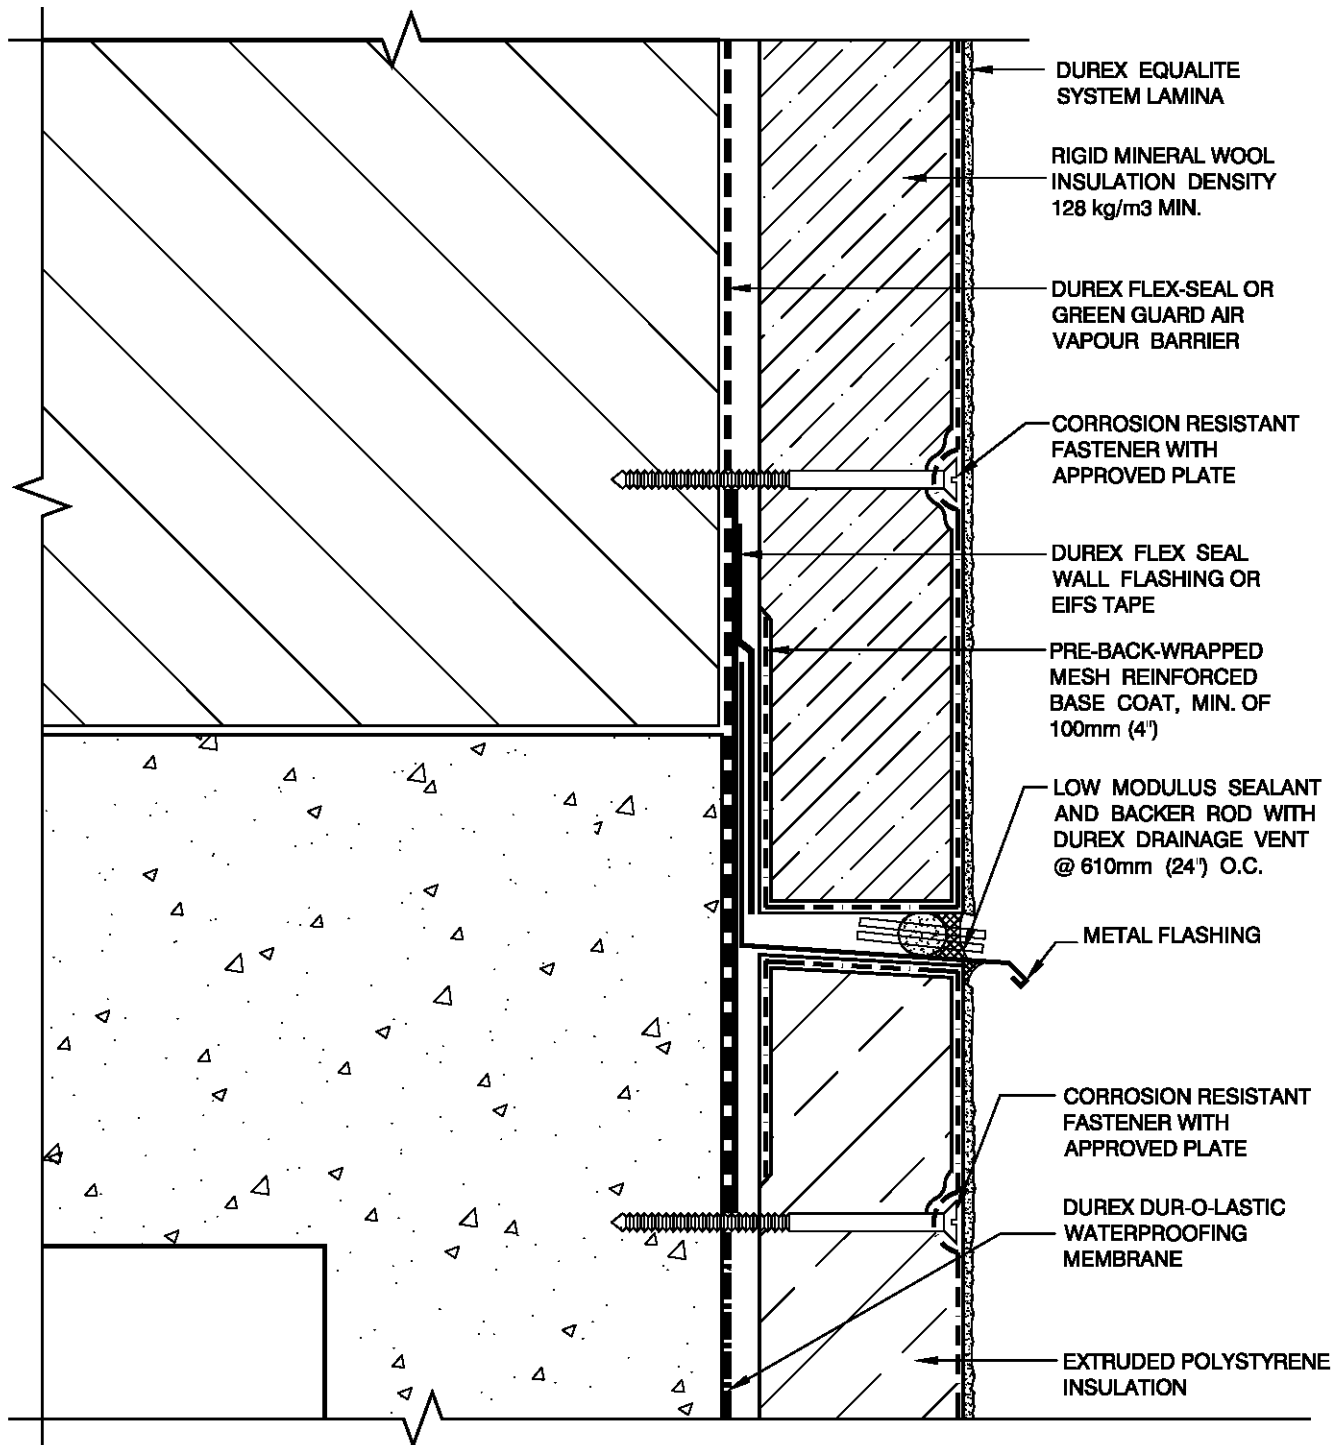 DUREX EQUALITE
SYSTEM LAMINA
RIGID MINERAL WOOL
INSULATION DENSITY
128 kg/m3 MIN.
DUREX FLEX-SEAL OR
GREEN GUARD AIR
VAPOUR BARRIER
CORROSION RESISTANT
FASTENER WITH
APPROVED PLATE
DUREX FLEX SEAL
WALL FLASHING OR
EIFS TAPE
PRE-BACK-WRAPPED
MESH REINFORCED
BASE COAT, MIN. OF
100mm (4")
LOW MODULUS SEALANT
AND BACKER ROD WITH
DUREX DRAINAGE VENT
@ 610mm (24") O.C.
METAL FLASHING
CORROSION RESISTANT
FASTENER WITH
APPROVED PLATE
DUREX DUR-O-LASTIC
WATERPROOFING
MEMBRANE
EXTRUDED POLYSTYRENE
INSULATION